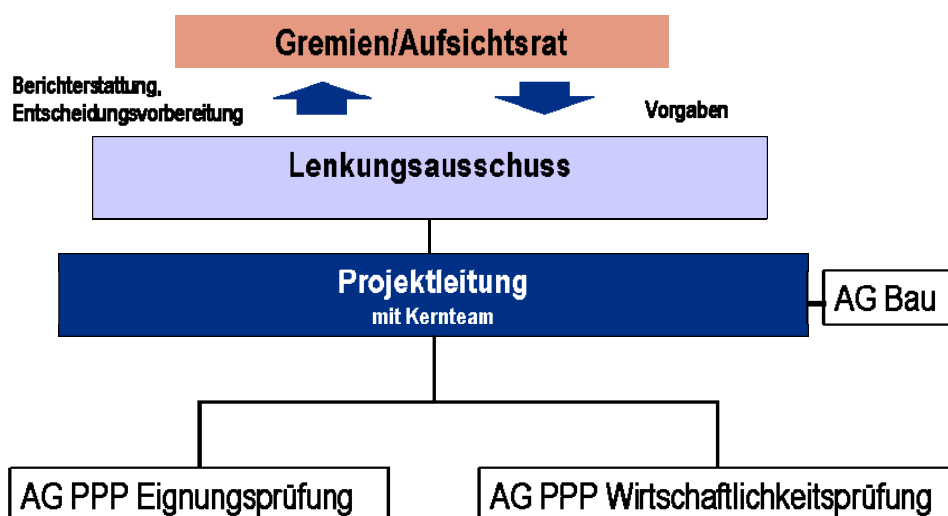 Gremien/Aufsichtsrat
Berichterstattung,
Entscheidungsvorbereitung
Vorgaben
Lenkungsausschuss
Projektleitung
mit Kernteam
AG Bau
AG PPP Eignungsprüfung
AG PPP Wirtschaftlichkeitsprüfung